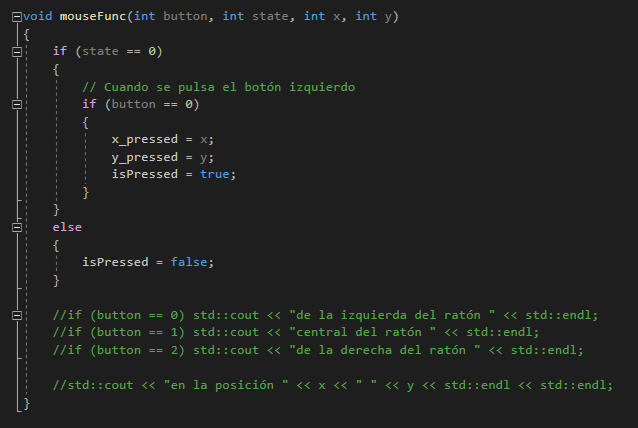 void mouseFunc(int button, int state, int x, int y)
{
if (state == 0)
{
// Cuando se pulsa el botón izquierdo
if (button == 0)
{
x_pressed = x;
y_pressed = y;
isPressed = true;
}
}
else
{
isPressed = false;
}
//if (button == 0) std::cout << "de la izquierda del ratón " << std::endl;
//if (button == 1) std::cout << "central del ratón " << std::endl;
//if (button == 2) std::cout << "de la derecha del ratón " << std::endl;
//std::cout << "en la posición " << x << " " << y << std::endl << std::endl;
}